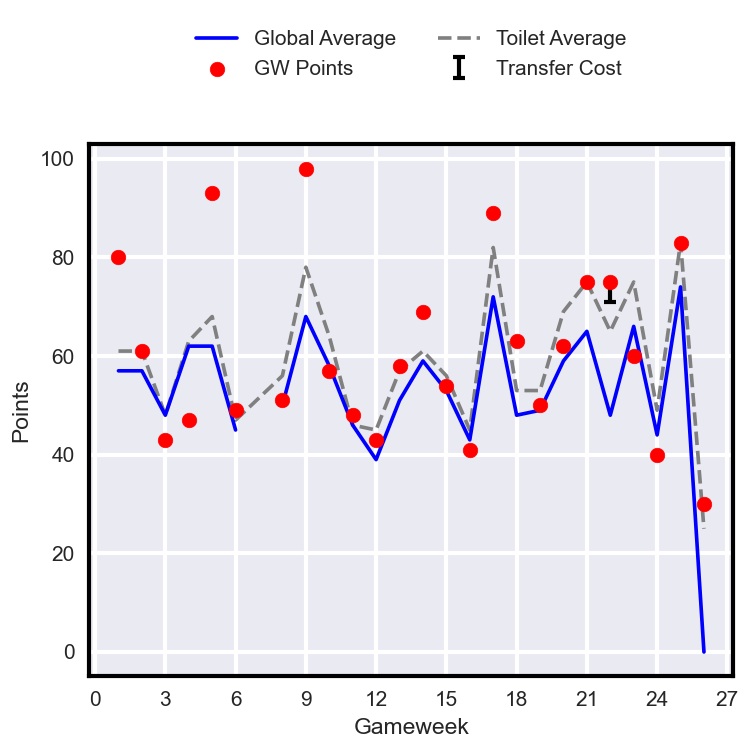 Global Average
Toilet Average
GW Points
Transfer Cost
100
80
60
40
20
0
Points
0 3 6 9 12 15 18 21 24 27
Gameweek